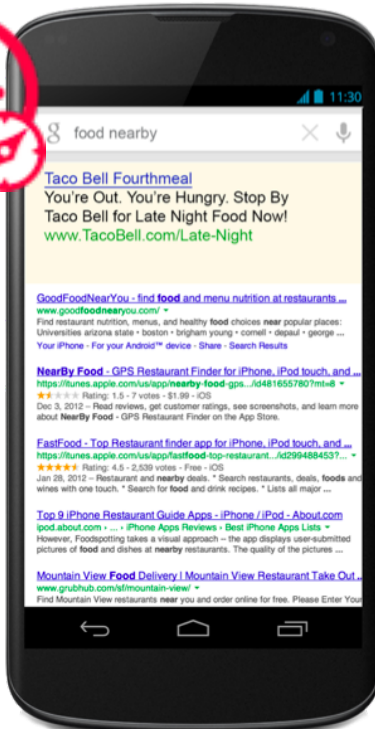 11:30
g food nearby
Taco Bell Fourthmeal
You're Out. You're Hungry. Stop By
Taco Bell for Late Night Food Now!
www.TacoBell.com/Late-Night
GoodFoodNearYou - find food and menu nutrition at restaurants ...
www.goodfoodnearyou.com/
Find restaurant nutrition, menus, and healthy food choices near popular places:
Universities arizona state • boston • brigham young • cornell • depaul • george ...
Your iPhone - For your Android™ device - Share - Search Results
NearBy Food - GPS Restaurant Finder for iPhone, iPod touch, and ...
https://itunes.apple.com/us/app/nearby-food-gps.../id481655780?mt=8
Rating: 1.5 - 7 votes - $1.99 - iOS
Dec 3, 2012 – Read reviews, get customer ratings, see screenshots, and learn more
about NearBy Food - GPS Restaurant Finder on the App Store.
FastFood - Top Restaurant finder app for iPhone, iPod touch, and ...
https://itunes.apple.com/us/app/fastfood-top-restaurant.../id299488453?...
Rating: 4.5 - 2,539 votes - Free - iOS
Jan 28, 2012 – Restaurant and nearby deals. * Search restaurants, deals, foods and
wines with one touch. * Search for food and drink recipes. * Lists all major ...
Top 9 iPhone Restaurant Guide Apps - iPhone / iPod - About.com
ipod.about.com › ... › iPhone Apps Reviews › Best iPhone Apps Lists
However, Foodspotting takes a visual approach – the app displays user-submitted
pictures of food and dishes at nearby restaurants. The quality of the pictures ...
Mountain View Food Delivery | Mountain View Restaurant Take Out ..
www.grubhub.com/sf/mountain-view/
Find Mountain View restaurants near you and order online for free. Please Enter Your